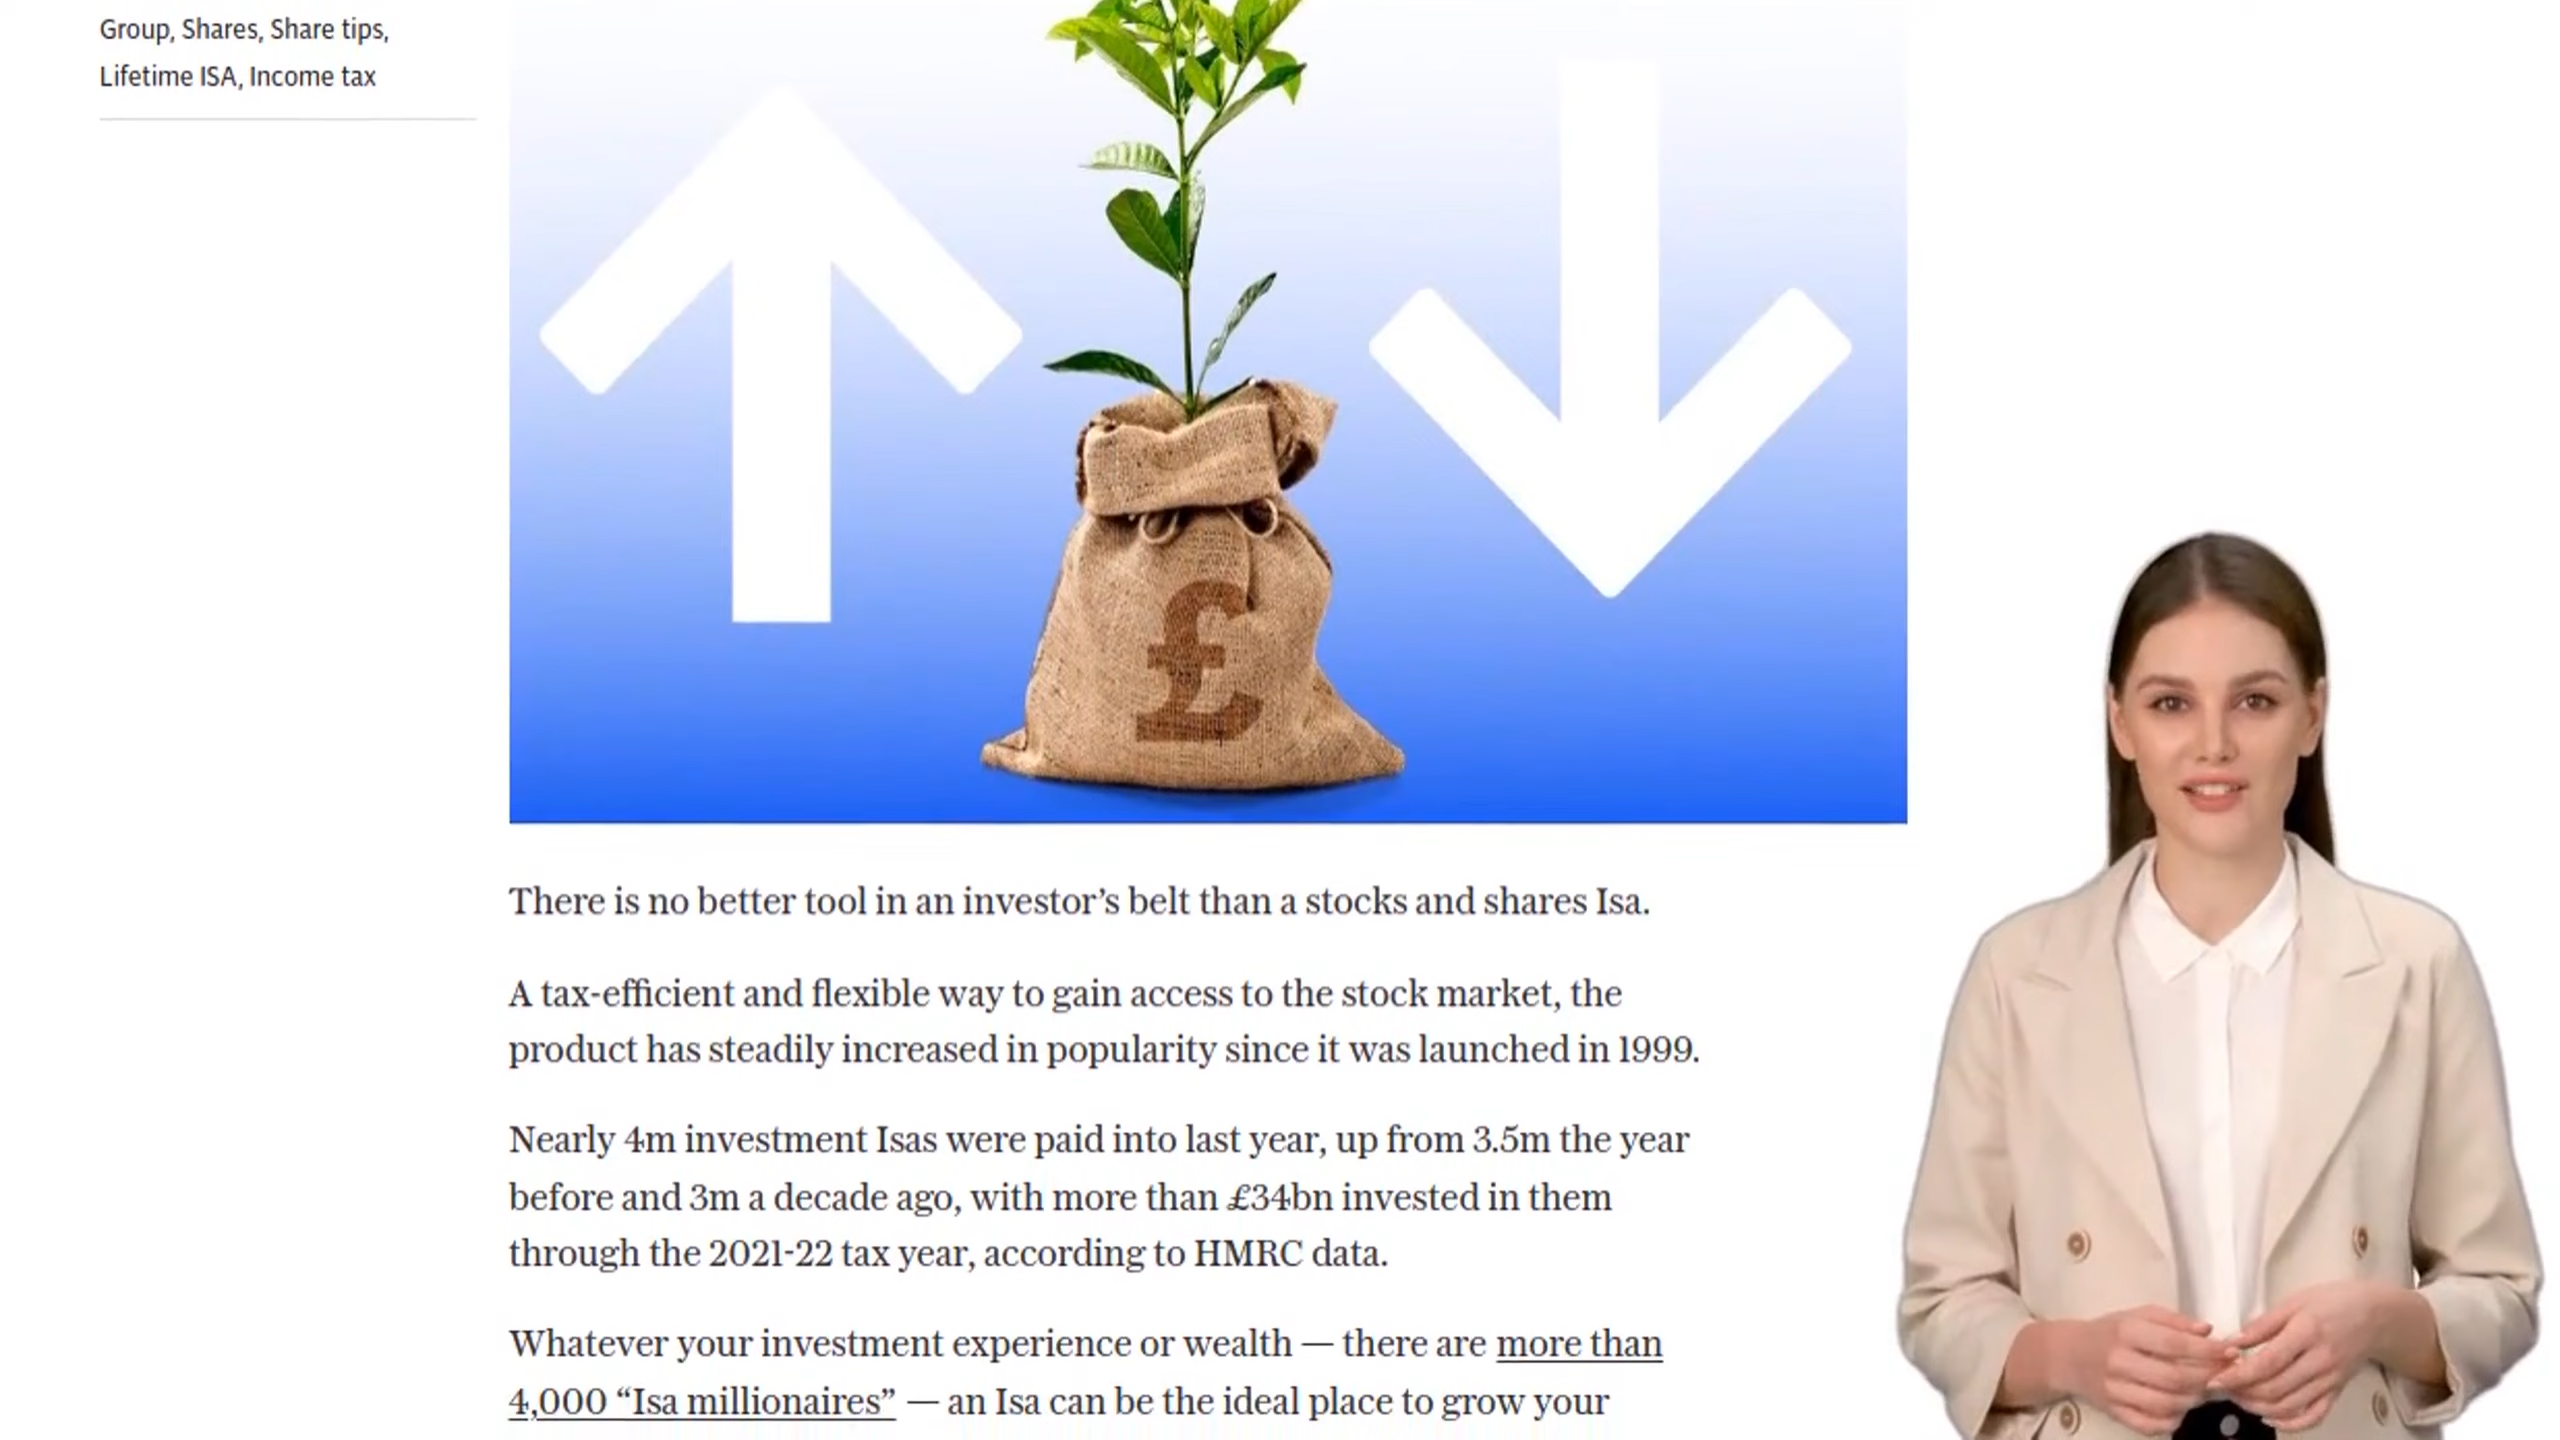 Group, Shares, Share tips,
Lifetime ISA, Income tax
£
There is no better tool in an investor’s belt than a stocks and shares Isa.
A tax-efficient and flexible way to gain access to the stock market, the
product has steadily increased in popularity since it was launched in 1999.
Nearly 4m investment Isas were paid into last year, up from 3.5m the year
before and 3m a decade ago, with more than £34bn invested in them
through the 2021-22 tax year, according to HMRC data.
Whatever your investment experience or wealth — there are more than
4,000 “Isa millionaires” — an Isa can be the ideal place to grow your